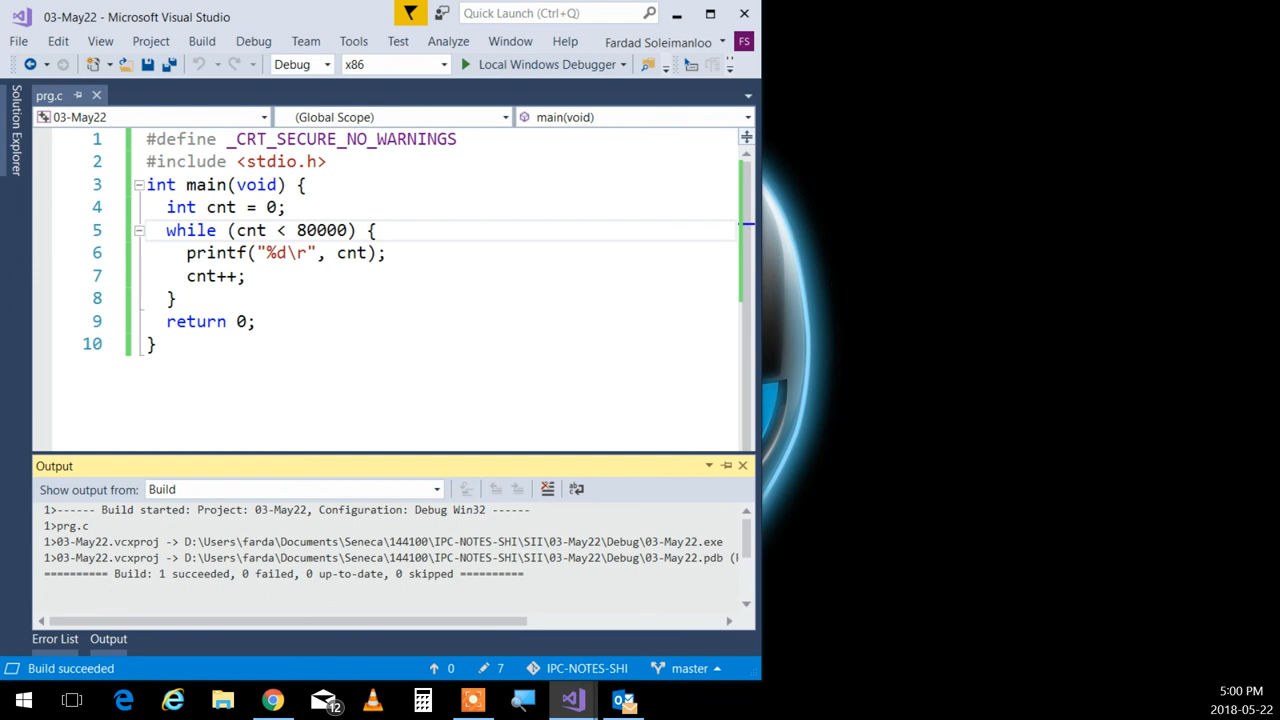 03-May22 - Microsoft Visual Studio
Quick Launch (Ctrl+Q)
File Edit View Project Build Debug Team Tools Test Analyze Window Help Fardad Soleimanloo FS
Debug x86 Local Windows Debugger
Solution Explorer
prg.c
03-May22 (Global Scope) main(void)
1 #define _CRT_SECURE_NO_WARNINGS
2 #include <stdio.h>
3 int main(void) {
4 int cnt = 0;
5 while (cnt < 80000) {
6 printf("%d\r", cnt);
7 cnt++;
8 }
9 return 0;
10 }
Output
Show output from: Build
1>------ Build started: Project: 03-May22, Configuration: Debug Win32 ------
1>prg.c
1>03-May22.vcxproj -> D:\Users\farda\Documents\Seneca\144100\IPC-NOTES-SHI\SII\03-May22\Debug\03-May22.exe
1>03-May22.vcxproj -> D:\Users\farda\Documents\Seneca\144100\IPC-NOTES-SHI\SII\03-May22\Debug\03-May22.pdb (
========== Build: 1 succeeded, 0 failed, 0 up-to-date, 0 skipped ==========
Error List Output
Build succeeded 0 7 IPC-NOTES-SHI master
12
5:00 PM
2018-05-22